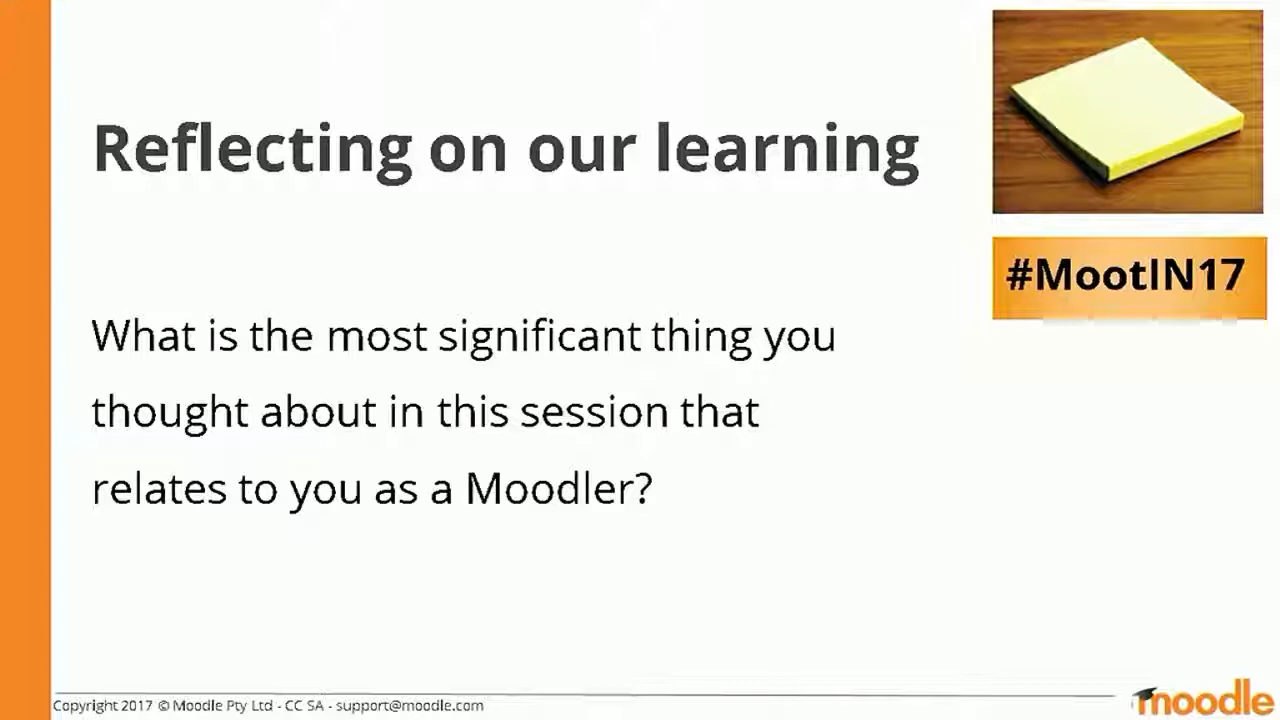 Reflecting on our learning
#MootIN17
What is the most significant thing you
thought about in this session that
relates to you as a Moodler?
Copyright 2017 © Moodle Pty Ltd - CC SA - support@moodle.com
moodle